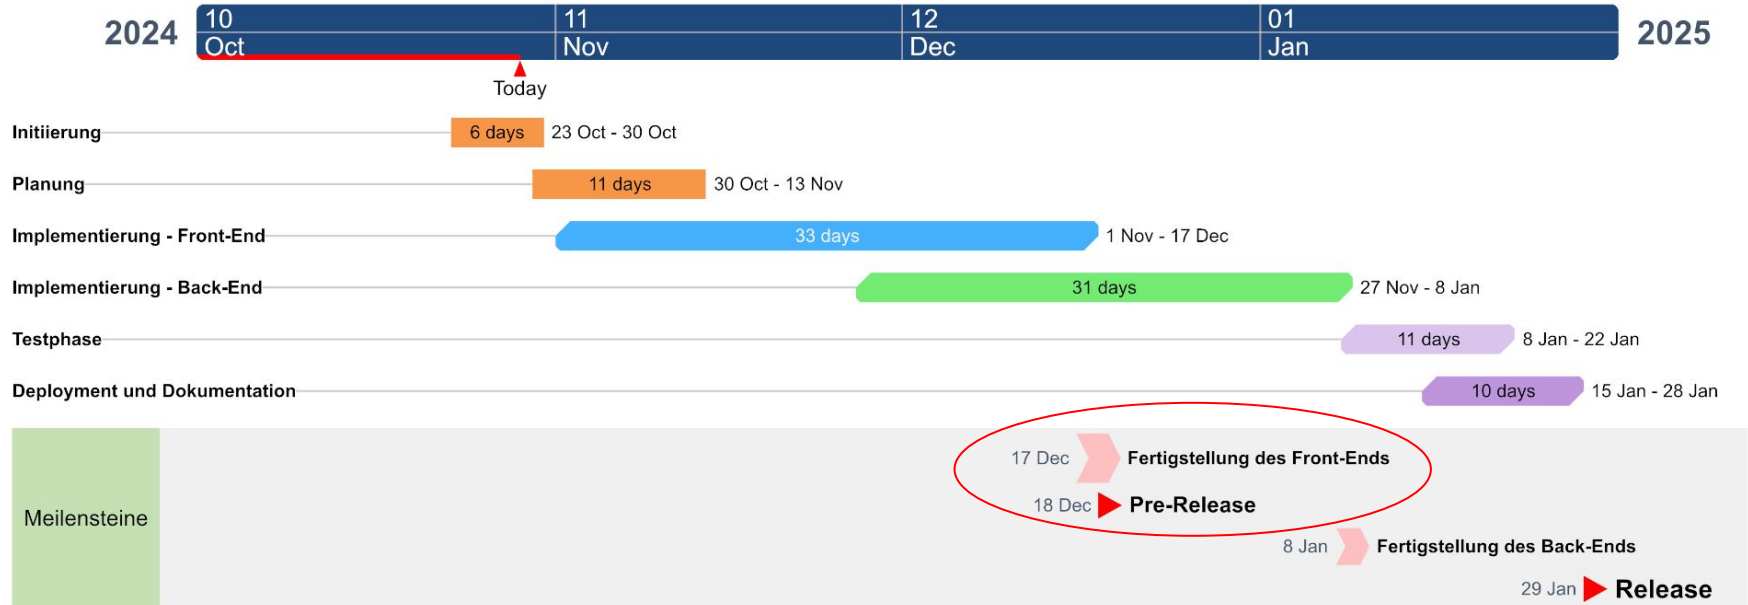 2024
10
11
12
01
2025
Oct
Nov
Dec
Jan
Today
Initiierung
6 days
23 Oct - 30 Oct
Planung
11 days
30 Oct - 13 Nov
Implementierung - Front-End
33 days
1 Nov - 17 Dec
Implementierung - Back-End
31 days
27 Nov - 8 Jan
Testphase
11 days
8 Jan - 22 Jan
Deployment und Dokumentation
10 days
15 Jan - 28 Jan
Meilensteine
17 Dec
Fertigstellung des Front-Ends
18 Dec
Pre-Release
8 Jan
Fertigstellung des Back-Ends
29 Jan
Release